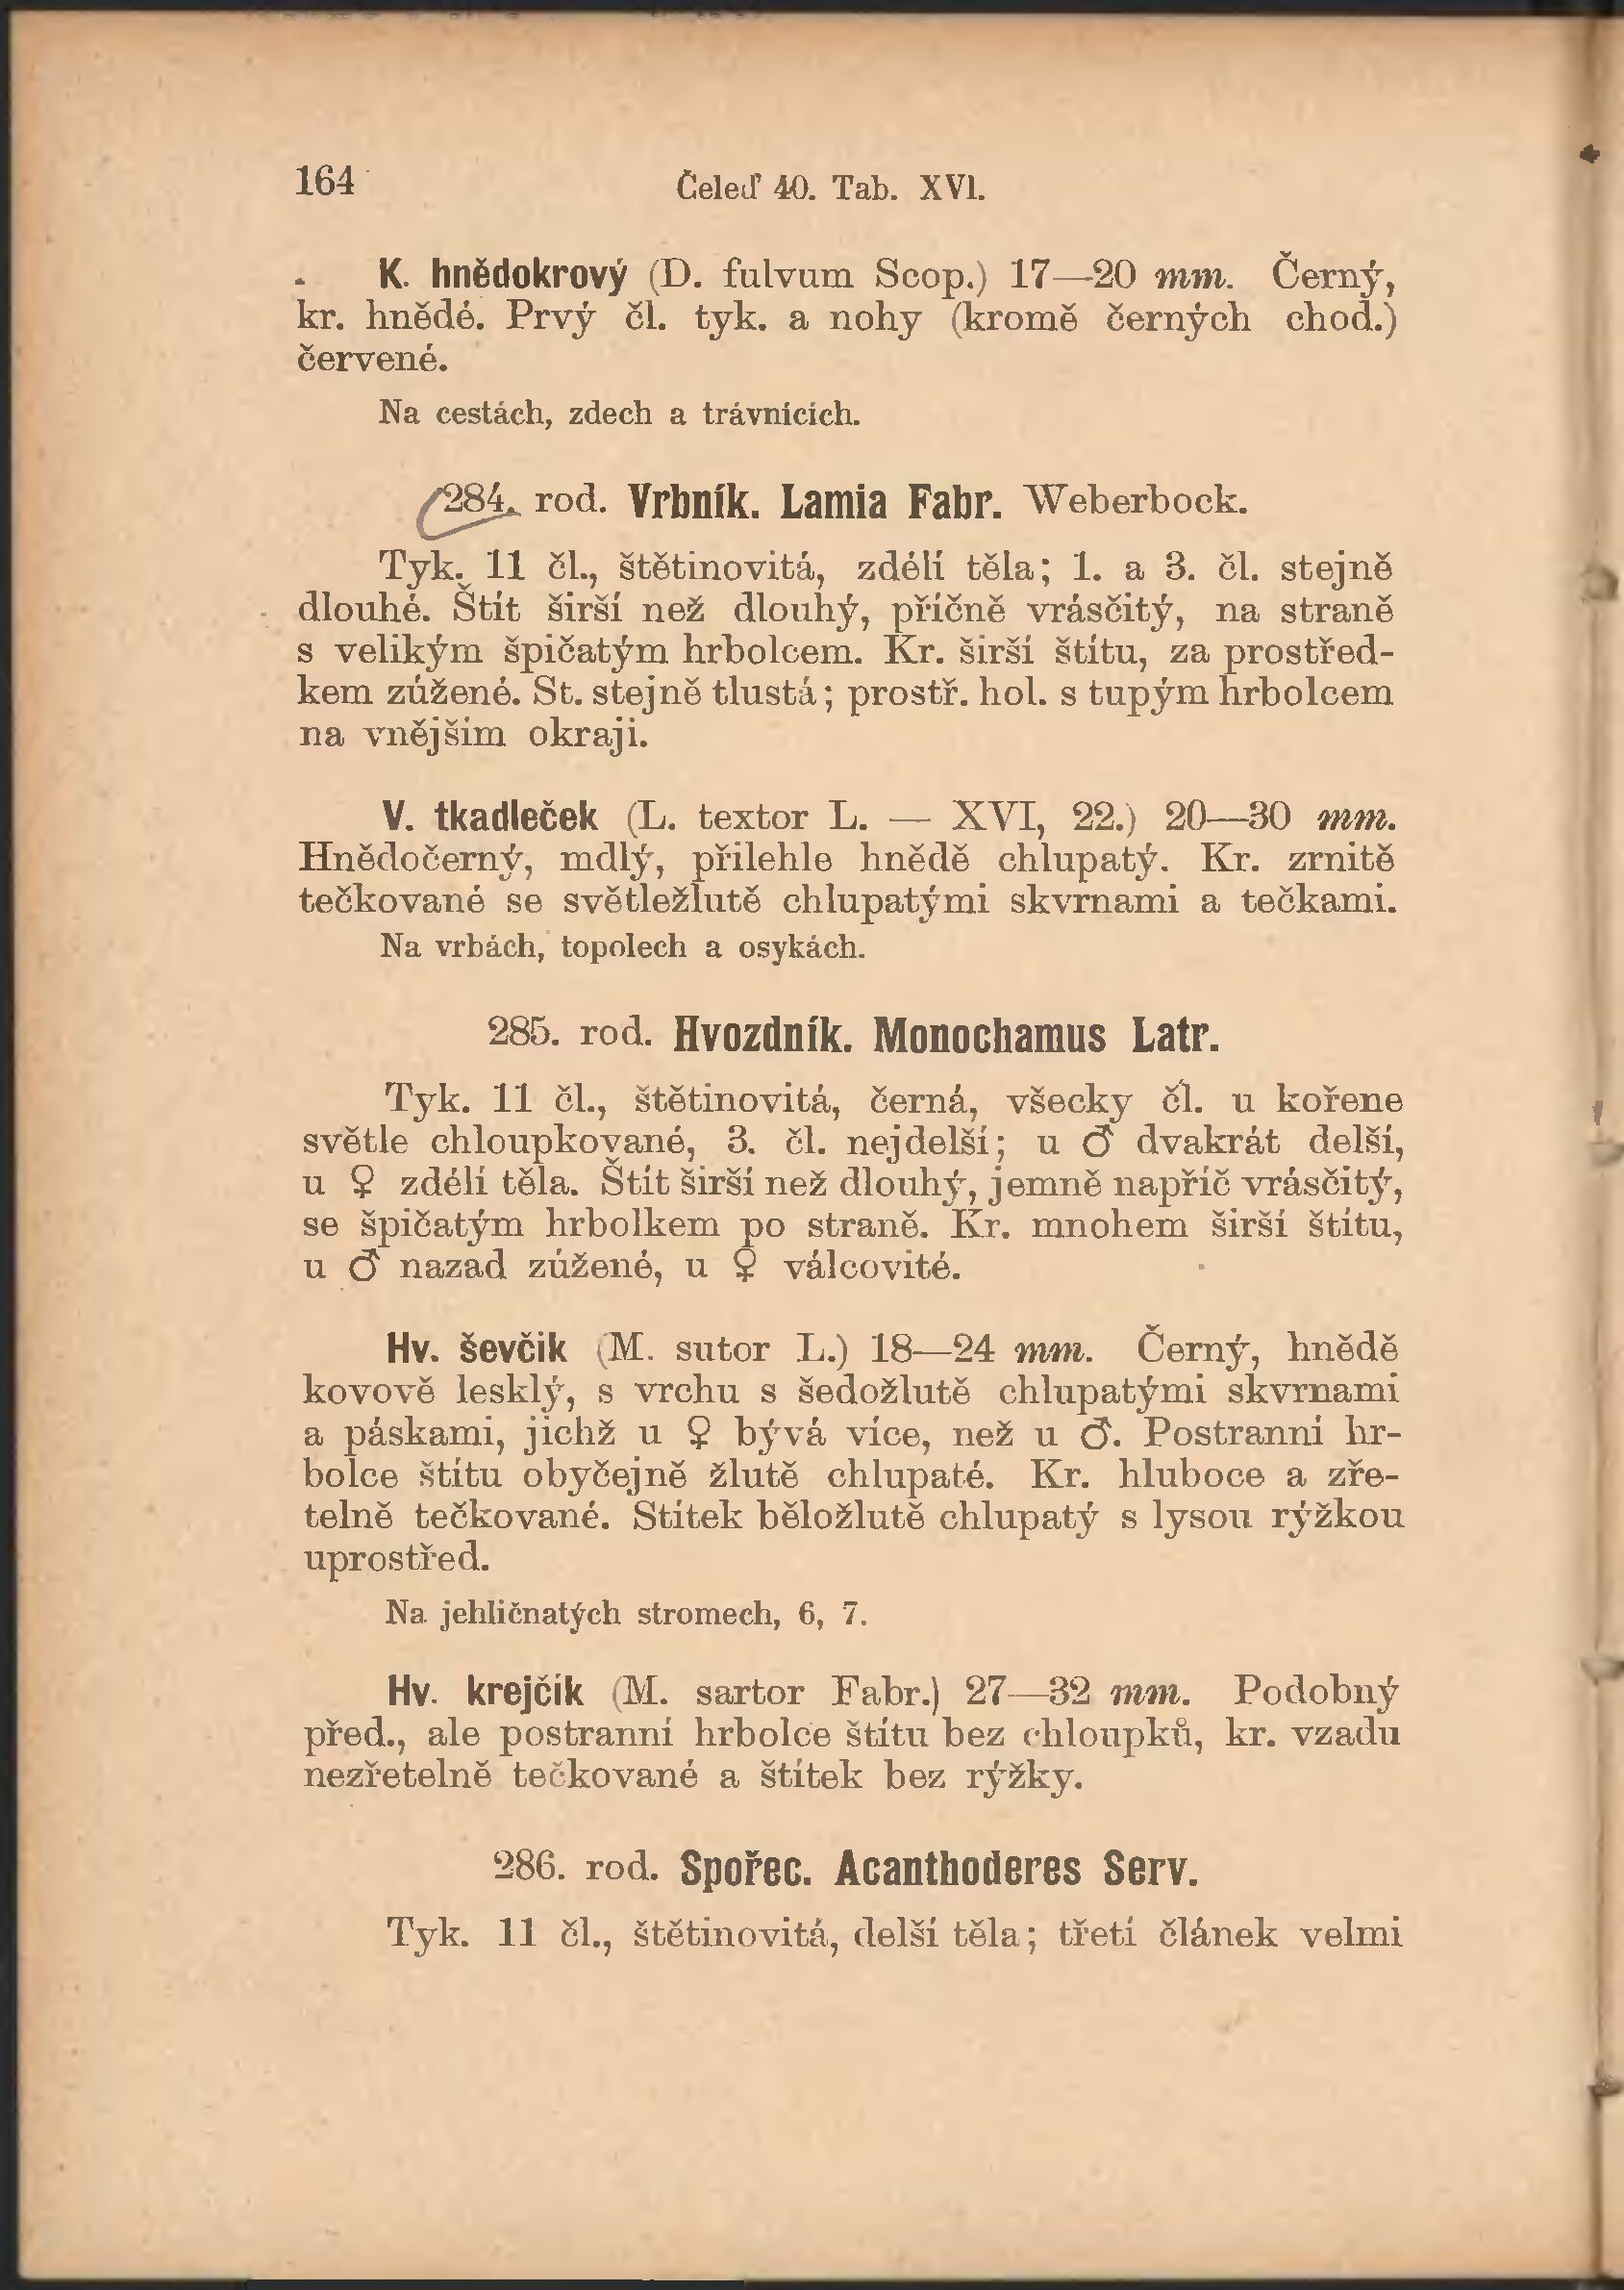 164
Čeleď 40. Tab. XVI.
K. hnědokrový (D. fulvum Scop.) 17—20 mm. Černý,
kr. hnědé. Prvý čl. tyk. a nohy (kromě černých chod.)
červené.
Na cestách, zdech a trávnících.
284. rod. Vrbník. Lamia Fabr. Weberbock.
Tyk. 11 čl., štětinovitá, zdélí těla; 1. a 3. čl. stejně
dlouhé. Štít širší než dlouhý, příčně vrásčitý, na straně
s velikým špičatým hrbolcem. Kr. širší štítu, za prostřed-
kem zúžené. St. stejně tlustá; prostř. hol. s tupým hrbolcem
na vnějším okraji.
V. tkadleček (L. textor L. — XVI, 22.) 20—30 mm.
Hnědočerný, mdlý, přilehle hnědě chlupatý. Kr. zrnitě
tečkované se světležlutě chlupatými skvrnami a tečkami.
Na vrbách, topolech a osykách.
285. rod. Hvozdník. Monochamus Latr.
Tyk. 11 čl., štětinovitá, černá, všecky čl. u kořene
světle chloupkované, 3. čl. nejdelší; u ♂ dvakrát delší,
u ♀ zdélí těla. Štít širší než dlouhý, jemně napříč vrásčitý,
se špičatým hrbolkem po straně. Kr. mnohem širší štítu,
u ♂ nazad zúžené, u ♀ válcovité.
Hv. ševčik (M. sutor L.) 18—24 mm. Černý, hnědě
kovově lesklý, s vrchu s šedožlutě chlupatými skvrnami
a páskami, jichž u ♀ bývá více, než u ♂. Postranní hr-
bolce štítu obyčejně žlutě chlupaté. Kr. hluboce a zře-
telně tečkované. Stítek běložlutě chlupatý s lysou rýžkou
uprostřed.
Na jehličnatých stromech, 6, 7.
Hv. krejčík (M. sartor Fabr.) 27—32 mm. Podobný
před., ale postranní hrbolce štítu bez chloupků, kr. vzadu
nezřetelně tečkované a štítek bez rýžky.
286. rod. Spořec. Acanthoderes Serv.
Tyk. 11 čl., štětinovitá, delší těla; třetí článek velmi